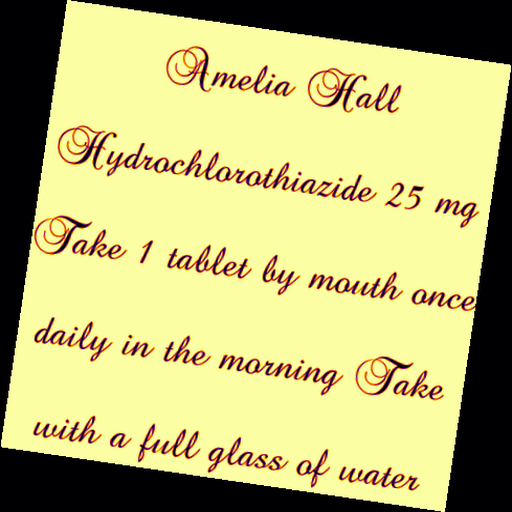 Amelia Hall
Hydrochlorothiazide 25 mg
Take 1 tablet by mouth once
daily in the morning Take
with a full glass of water